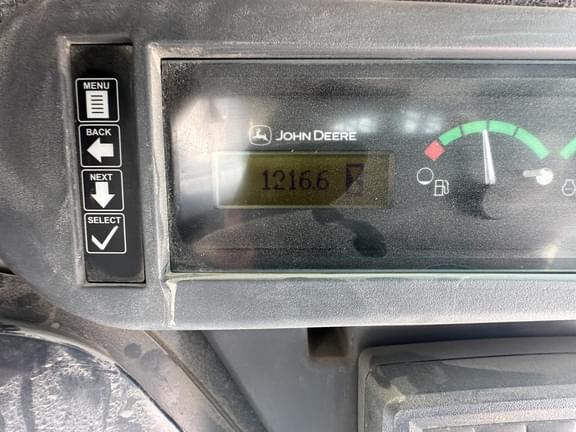 MENU
BACK
NEXT
SELECT
JOHN DEERE
1216.6